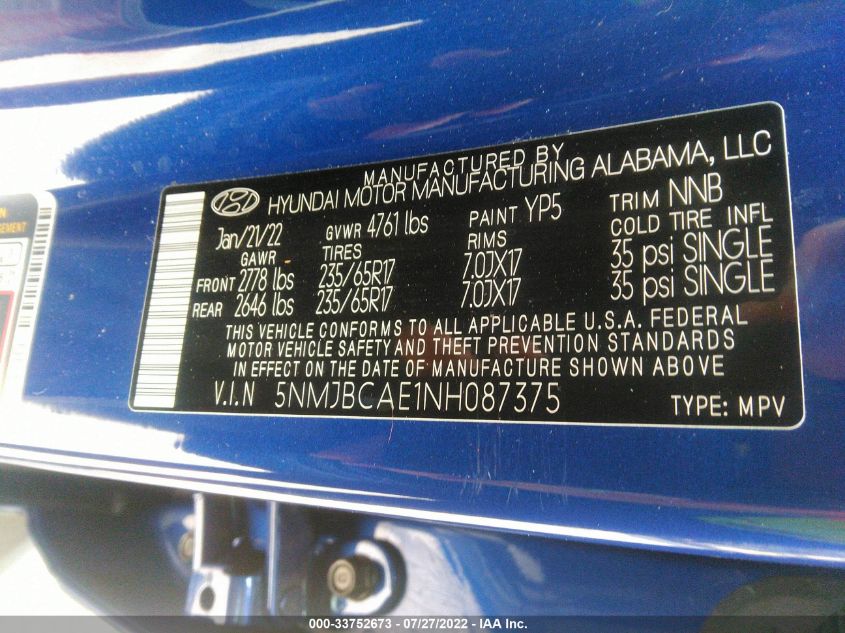 MANUFACTURED BY
HYUNDAI MOTOR MANUFACTURING ALABAMA, LLC
Jan/21/22 GVWR 4761 lbs PAINT YP5 TRIM NNB
GAWR TIRES RIMS COLD TIRE INFL
FRONT 2778 lbs 235/65R17 7.0JX17 35 psi SINGLE
REAR 2646 lbs 235/65R17 7.0JX17 35 psi SINGLE
THIS VEHICLE CONFORMS TO ALL APPLICABLE U.S.A. FEDERAL
MOTOR VEHICLE SAFETY AND THEFT PREVENTION STANDARDS
IN EFFECT ON THE DATE OF MANUFACTURE SHOWN ABOVE
V.I.N 5NMJBCAE1NH087375 TYPE: MPV
000-33752673 - 07/27/2022 - IAA Inc.